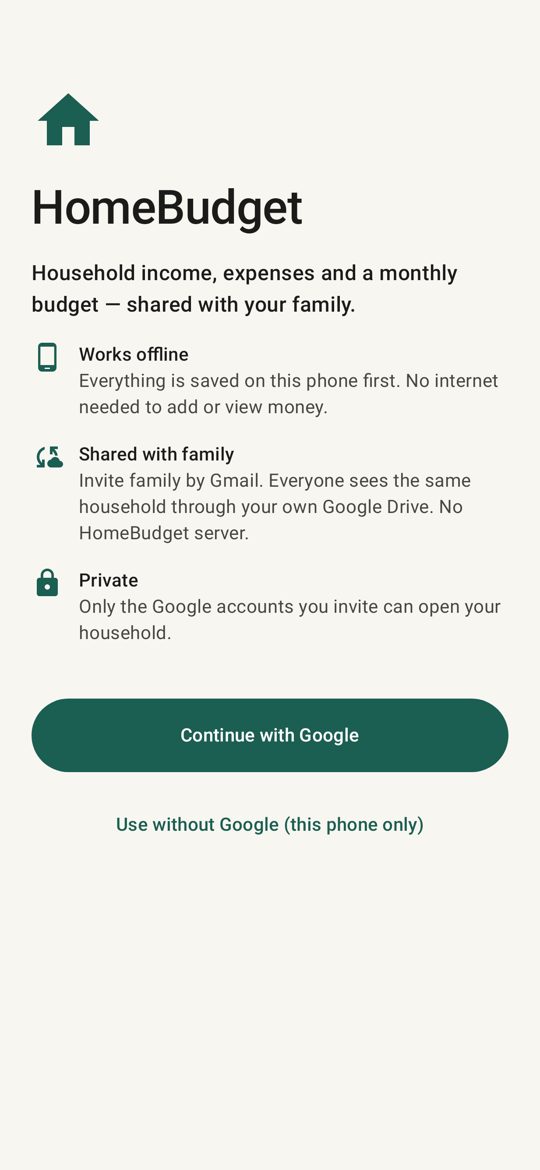 HomeBudget
Household income, expenses and a monthly
budget — shared with your family.
Works offline
Everything is saved on this phone first. No internet
needed to add or view money.
Shared with family
Invite family by Gmail. Everyone sees the same
household through your own Google Drive. No
HomeBudget server.
Private
Only the Google accounts you invite can open your
household.
Continue with Google
Use without Google (this phone only)